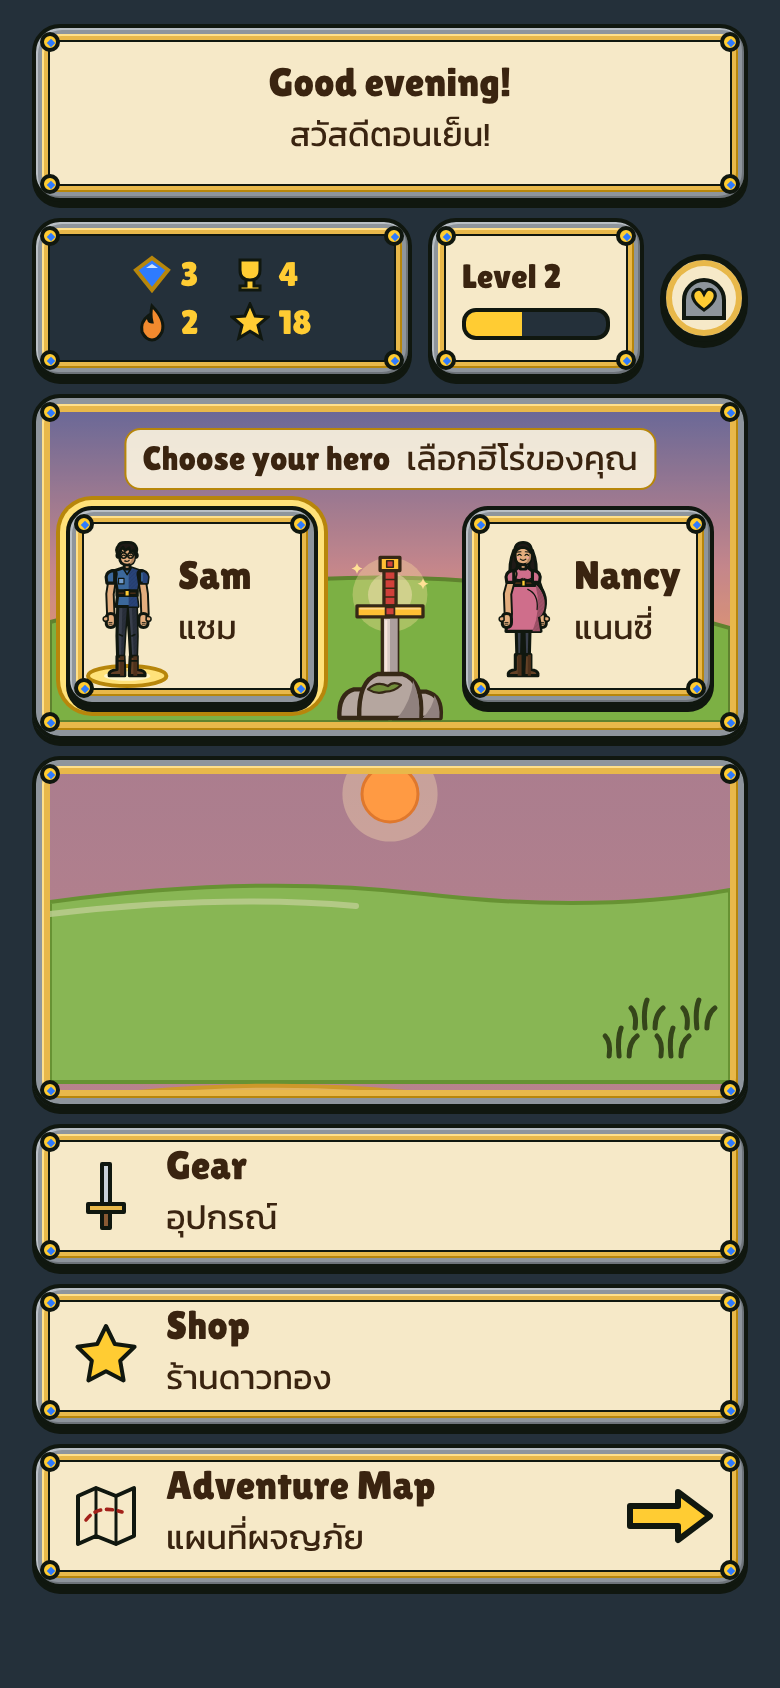 Good evening!
สวัสดีตอนเย็น!
3 4
2 18
Level 2
Choose your hero เลือกฮีโร่ของคุณ
Sam
แซม
Nancy
แนนซี่
Gear
อุปกรณ์
Shop
ร้านดาวทอง
Adventure Map
แผนที่ผจญภัย